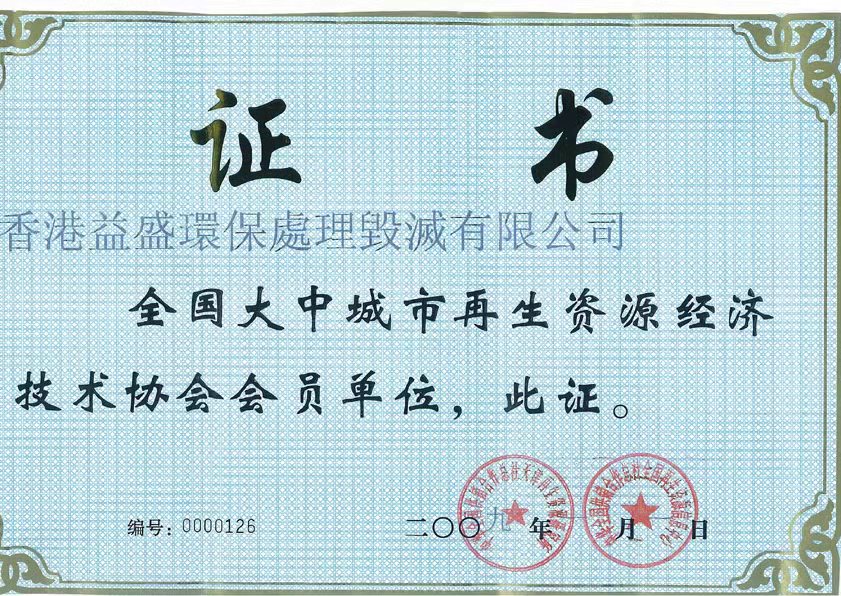 证 书
香港益盛環保處理毀滅有限公司
全国大中城市再生资源经济
技术协会会员单位，此证。
编号：0000126
二〇〇九年 月 日